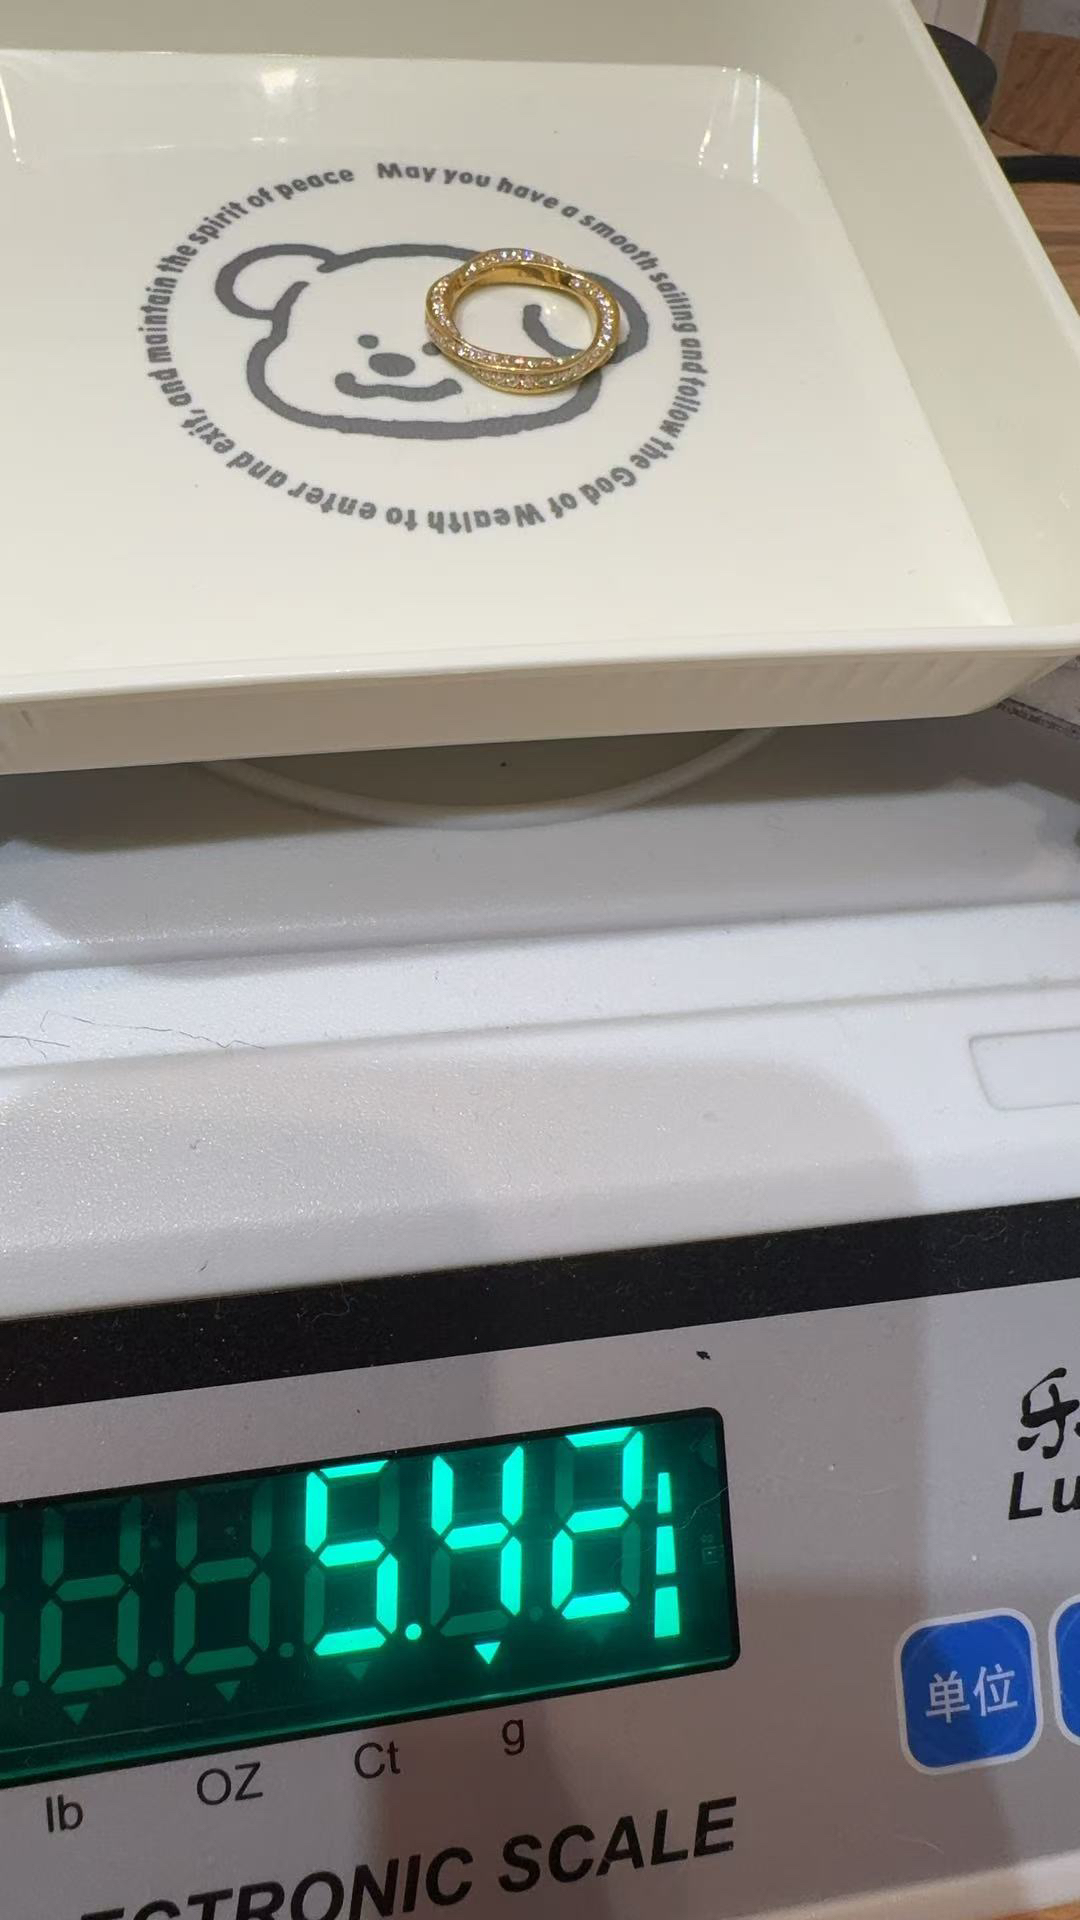 May you have a smooth sailing and follow the God of Wealth to enter and exit, and maintain the spirit of peace
5.42
lb OZ Ct g
单位
乐
Lu
ECTRONIC SCALE